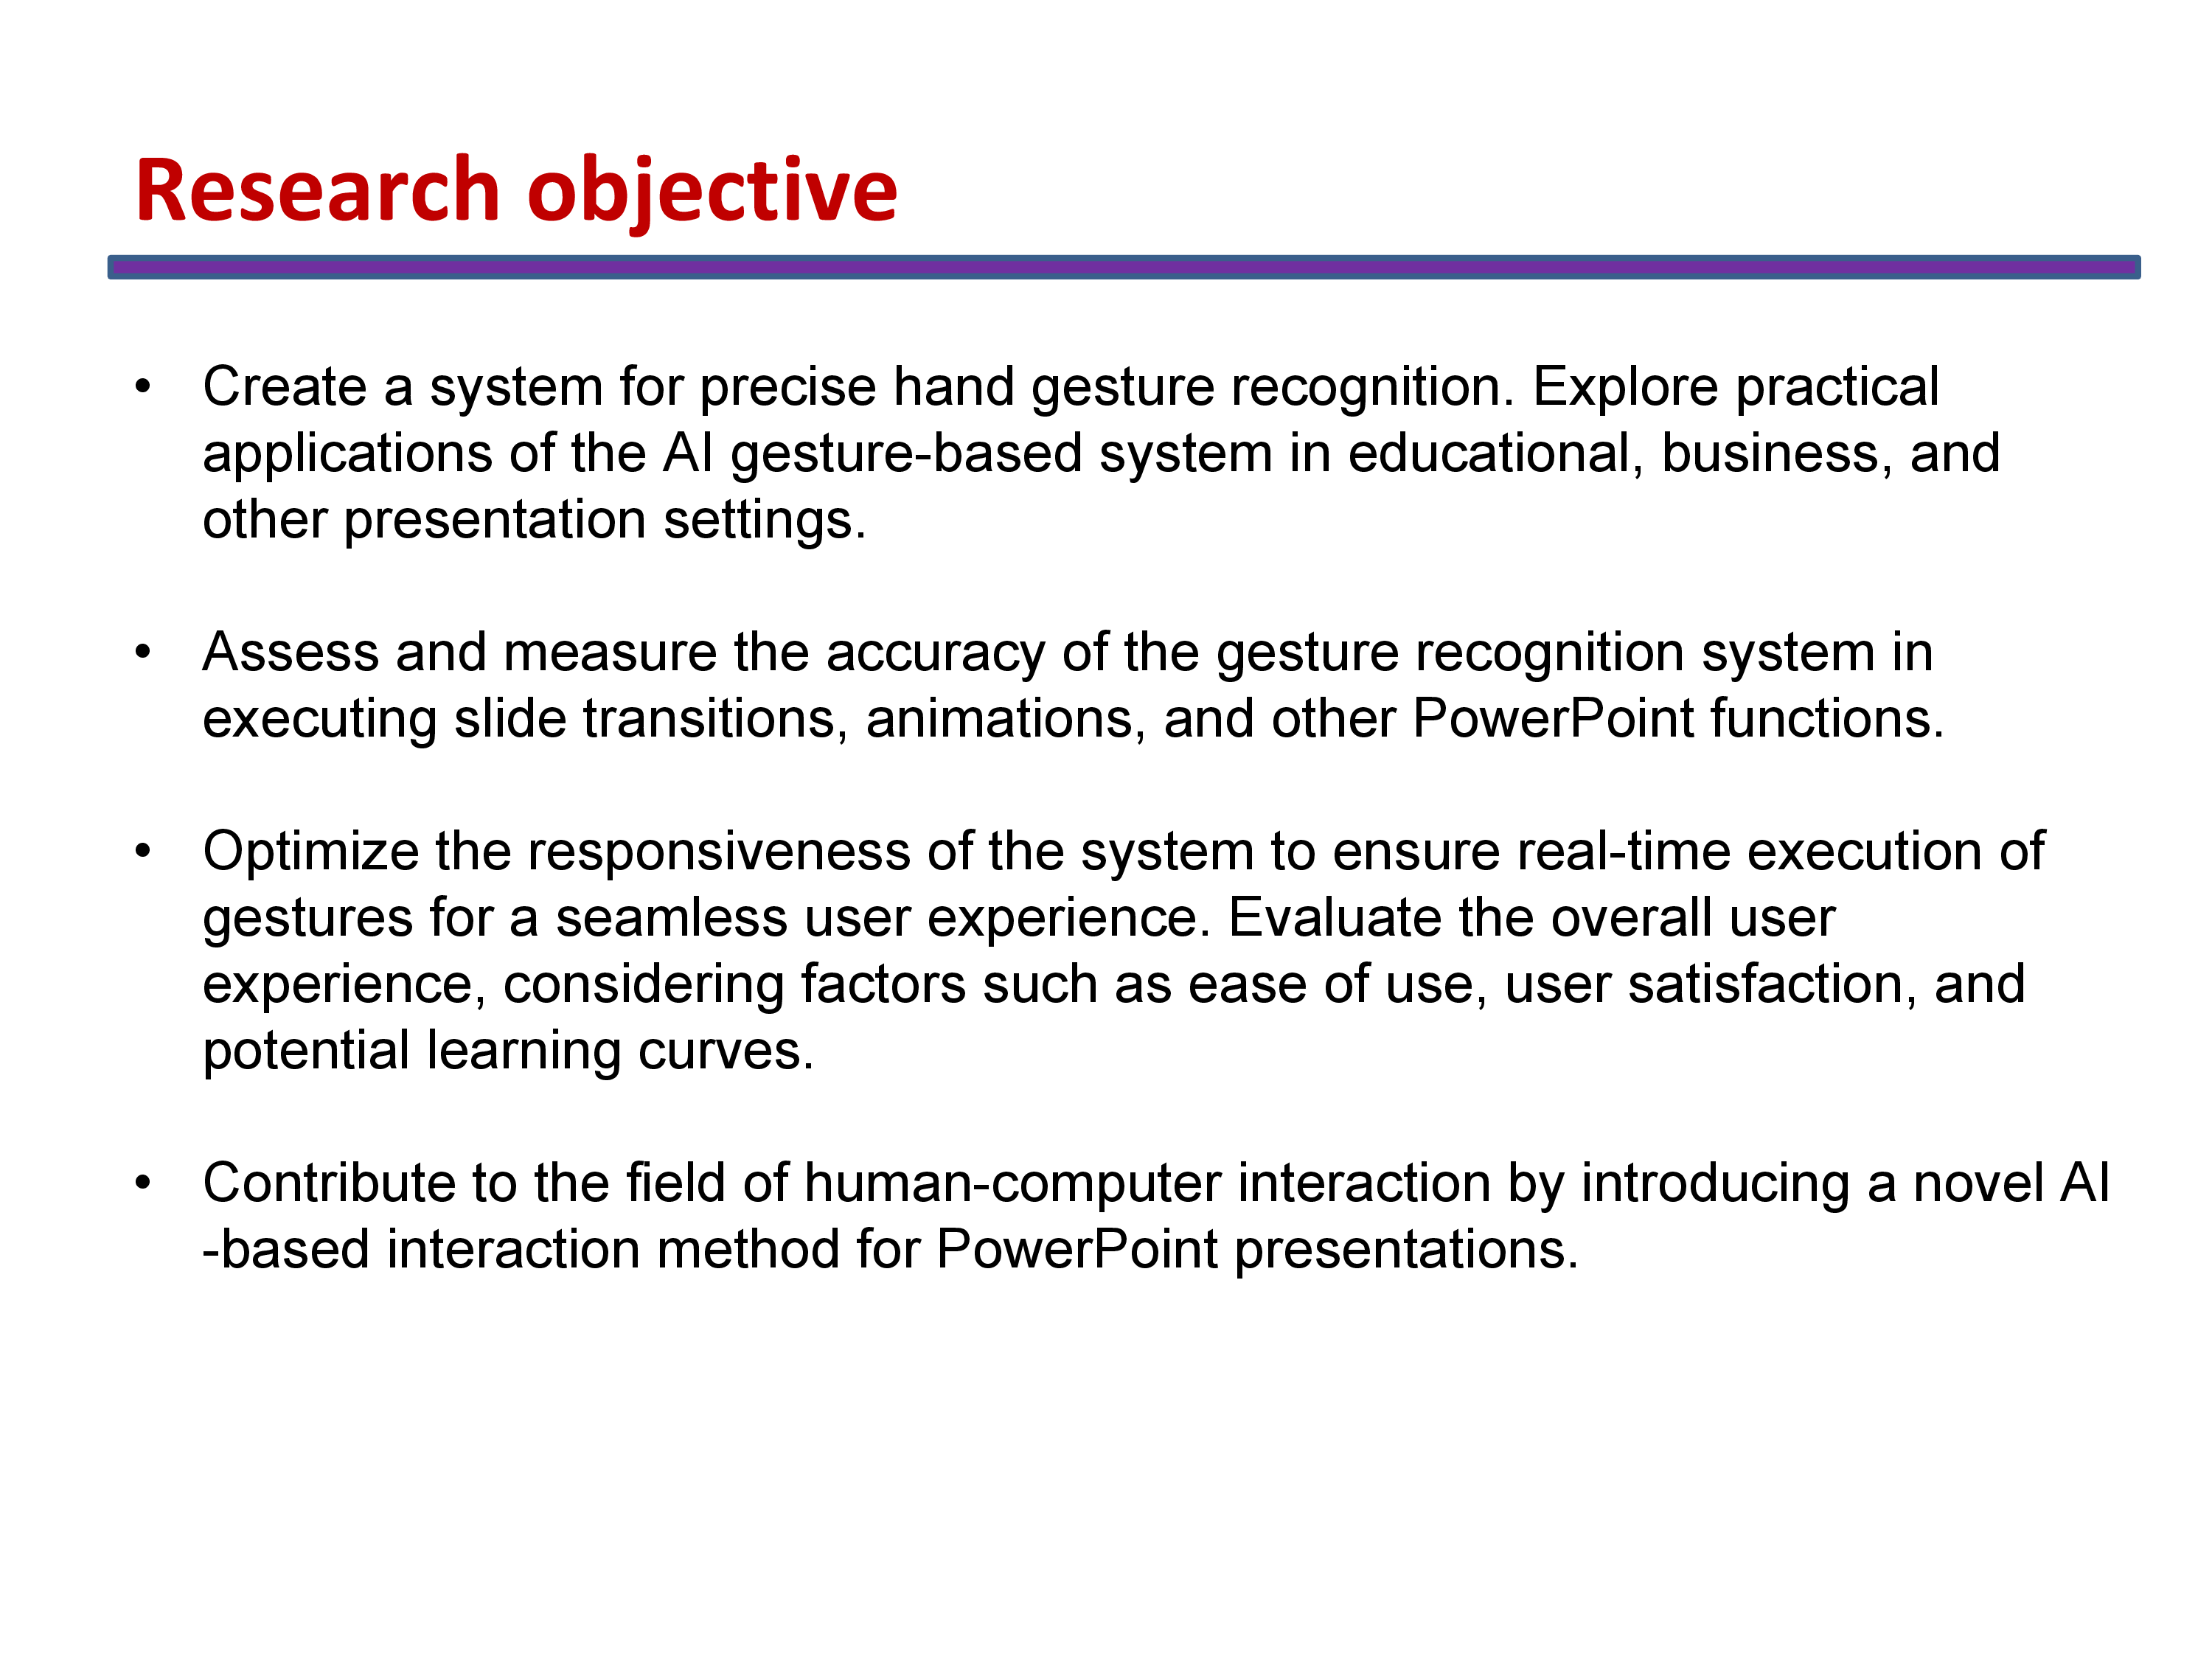 Research objective
• Create a system for precise hand gesture recognition. Explore practical
applications of the AI gesture-based system in educational, business, and
other presentation settings.
• Assess and measure the accuracy of the gesture recognition system in
executing slide transitions, animations, and other PowerPoint functions.
• Optimize the responsiveness of the system to ensure real-time execution of
gestures for a seamless user experience. Evaluate the overall user
experience, considering factors such as ease of use, user satisfaction, and
potential learning curves.
• Contribute to the field of human-computer interaction by introducing a novel AI
-based interaction method for PowerPoint presentations.